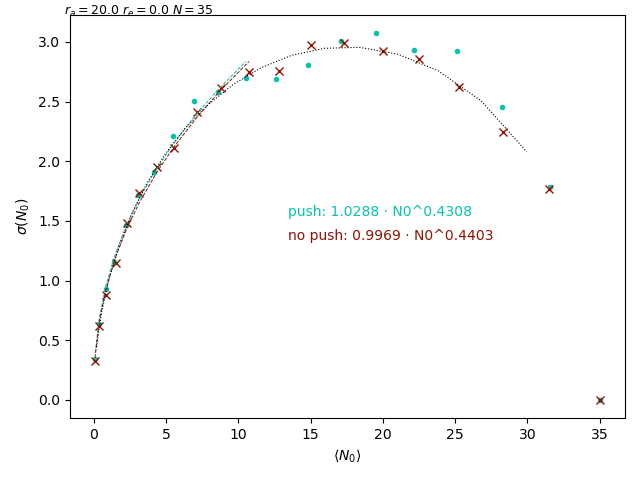 r_a = 20.0 r_e = 0.0 N = 35
σ(N_0)
3.0
2.5
2.0
1.5
1.0
0.5
0.0
push: 1.0288 · N0^0.4308
no push: 0.9969 · N0^0.4403
0 5 10 15 20 25 30 35
⟨N_0⟩